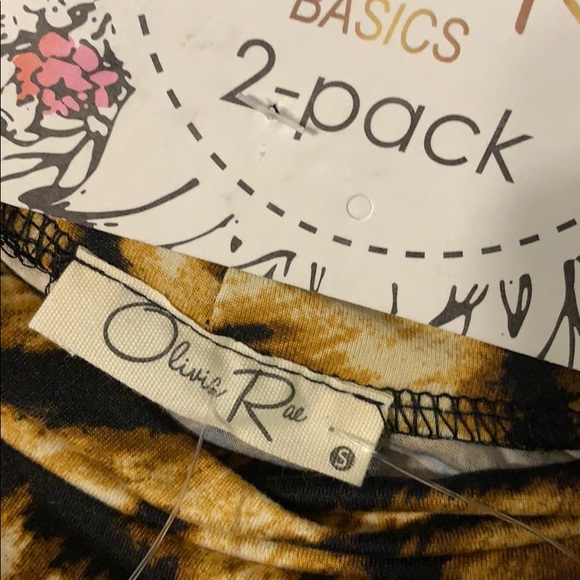 BASICS
2-pack
Olivia Rae
S